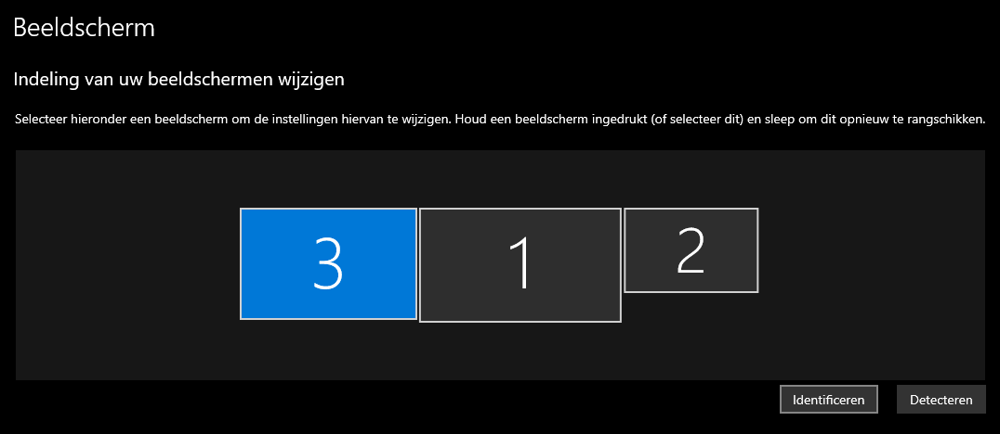 Beeldscherm
Indeling van uw beeldschermen wijzigen
Selecteer hieronder een beeldscherm om de instellingen hiervan te wijzigen. Houd een beeldscherm ingedrukt (of selecteer dit) en sleep om dit opnieuw te rangschikken.
3 1 2
Identificeren Detecteren